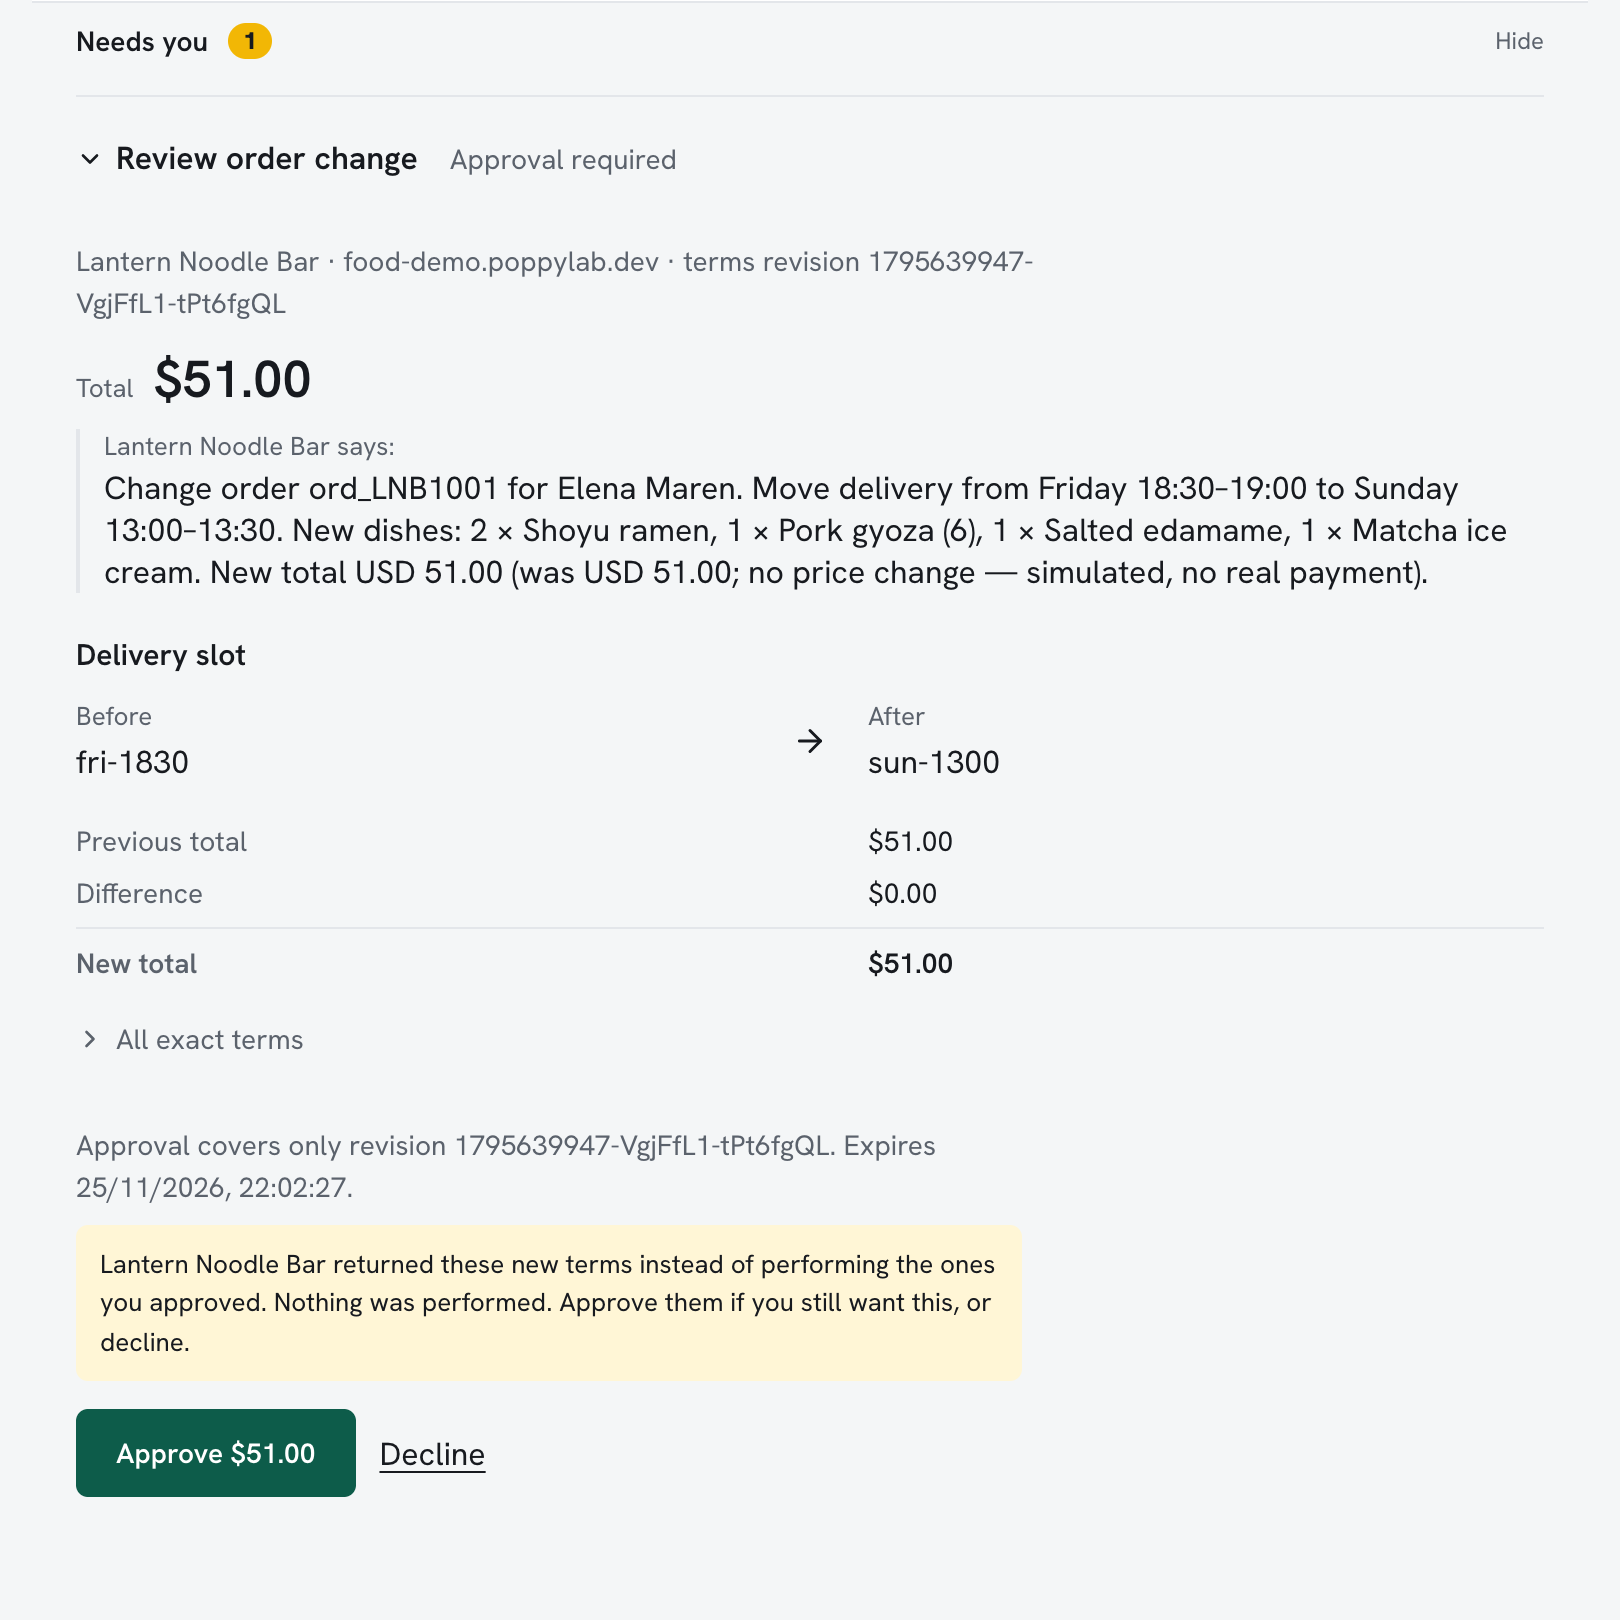 Needs you 1 Hide
Review order change Approval required
Lantern Noodle Bar · food-demo.poppylab.dev · terms revision 1795639947-
VgjFfL1-tPt6fgQL
Total $51.00
Lantern Noodle Bar says:
Change order ord_LNB1001 for Elena Maren. Move delivery from Friday 18:30–19:00 to Sunday
13:00–13:30. New dishes: 2 × Shoyu ramen, 1 × Pork gyoza (6), 1 × Salted edamame, 1 × Matcha ice
cream. New total USD 51.00 (was USD 51.00; no price change — simulated, no real payment).
Delivery slot
Before → After
fri-1830 sun-1300
Previous total $51.00
Difference $0.00
New total $51.00
All exact terms
Approval covers only revision 1795639947-VgjFfL1-tPt6fgQL. Expires
25/11/2026, 22:02:27.
Lantern Noodle Bar returned these new terms instead of performing the ones
you approved. Nothing was performed. Approve them if you still want this, or
decline.
Approve $51.00 Decline